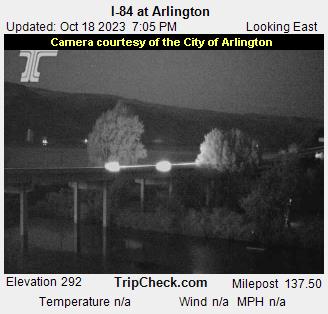 I-84 at Arlington
Updated: Oct 18 2023 7:05 PM Looking East
Camera courtesy of the City of Arlington
Elevation 292 TripCheck.com Milepost 137.50
Temperature n/a Wind n/a MPH n/a